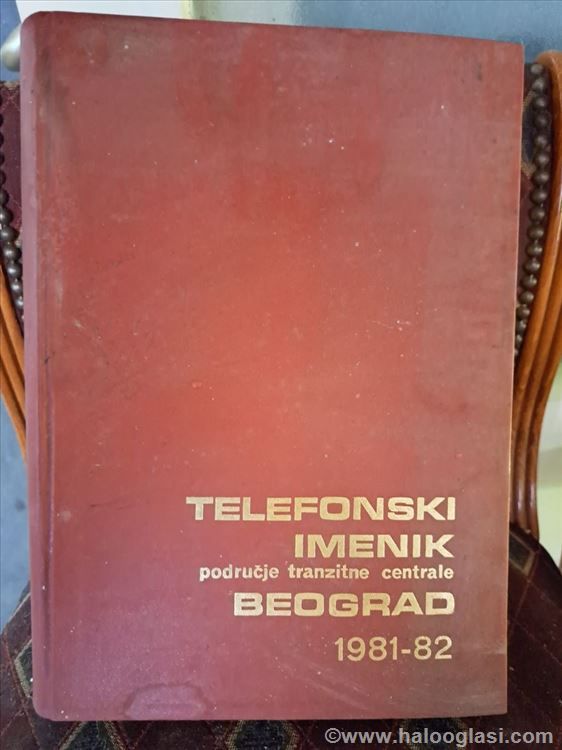 TELEFONSKI
IMENIK
područje tranzitne centrale
BEOGRAD
1981-82
©www.halooglasi.com